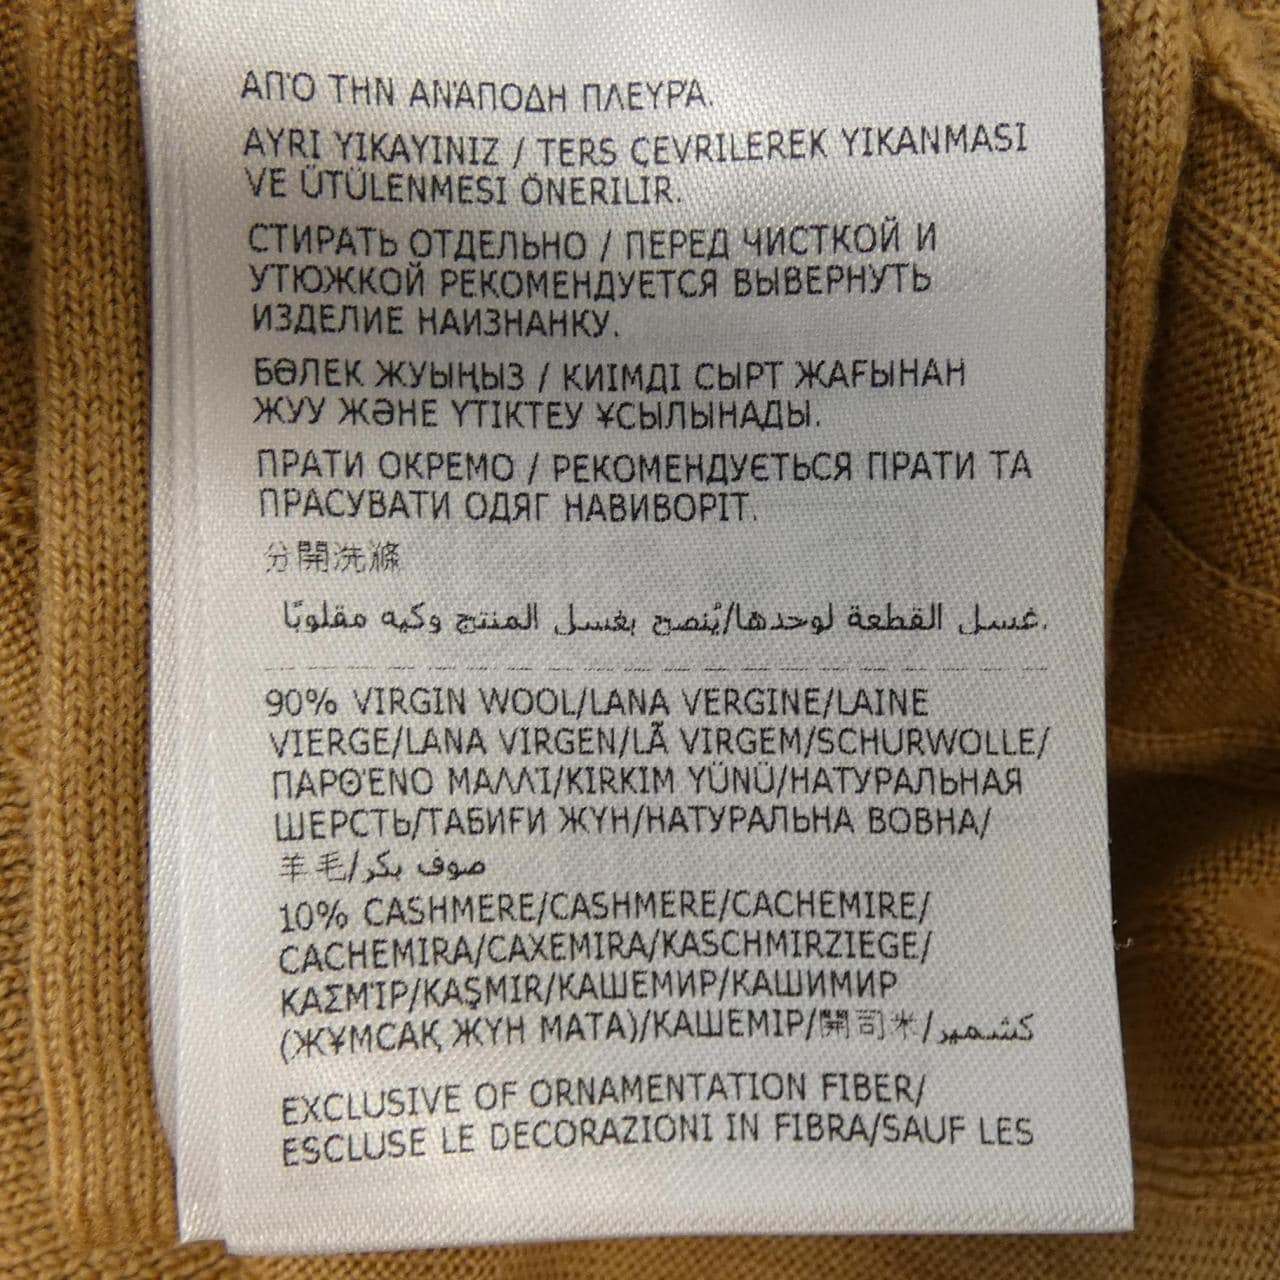 ΑΠΌ ΤΗΝ ΑΝΆΠΟΔΗ ΠΛΕΥΡΆ.
AYRI YIKAYINIZ / TERS ÇEVRILEREK YIKANMASI
VE ÜTÜLENMESI ÖNERILIR.
СТИРАТЬ ОТДЕЛЬНО / ПЕРЕД ЧИСТКОЙ И
УТЮЖКОЙ РЕКОМЕНДУЕТСЯ ВЫВЕРНУТЬ
ИЗДЕЛИЕ НАИЗНАНКУ.
БӨЛЕК ЖУЫҢЫЗ / КИІМДІ СЫРТ ЖАҒЫНАН
ЖУУ ЖӘНЕ ҮТІКТЕУ ҰСЫЛЫНАДЫ.
ПРАТИ ОКРЕМО / РЕКОМЕНДУЄТЬСЯ ПРАТИ ТА
ПРАСУВАТИ ОДЯГ НАВИВОРІТ.
分開洗滌
غسل القطعة لوحدها/يُنصح بغسل المنتج وكيه مقلوبًا.
90% VIRGIN WOOL/LANA VERGINE/LAINE
VIERGE/LANA VIRGEN/LÃ VIRGEM/SCHURWOLLE/
ΠΑΡΘΈΝΟ ΜΑΛΛΊ/KIRKIM YÜNÜ/НАТУРАЛЬНАЯ
ШЕРСТЬ/ТАБИҒИ ЖҮН/НАТУРАЛЬНА ВОВНА/
羊毛/صوف بكر
10% CASHMERE/CASHMERE/CACHEMIRE/
CACHEMIRA/CAXEMIRA/KASCHMIRZIEGE/
ΚΑΣΜΊΡ/KAŞMIR/КАШЕМИР/КАШИМИР
(ЖҰМСАҚ ЖҮН МАТА)/КАШЕМІР/開司米/كشمير
EXCLUSIVE OF ORNAMENTATION FIBER/
ESCLUSE LE DECORAZIONI IN FIBRA/SAUF LES